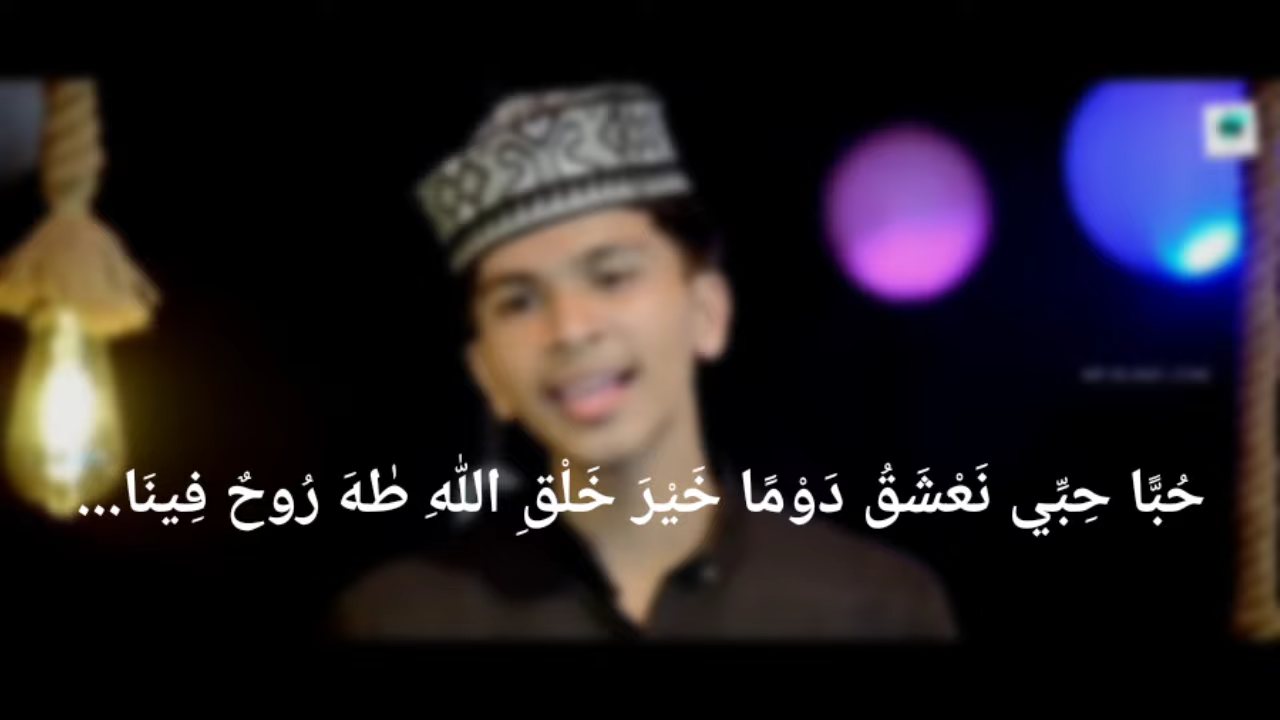 حُبًّا حِبِّي نَعْشَقُ دَوْمًا خَيْرَ خَلْقِ اللّٰهِ طٰهَ رُوحٌ فِينَا...